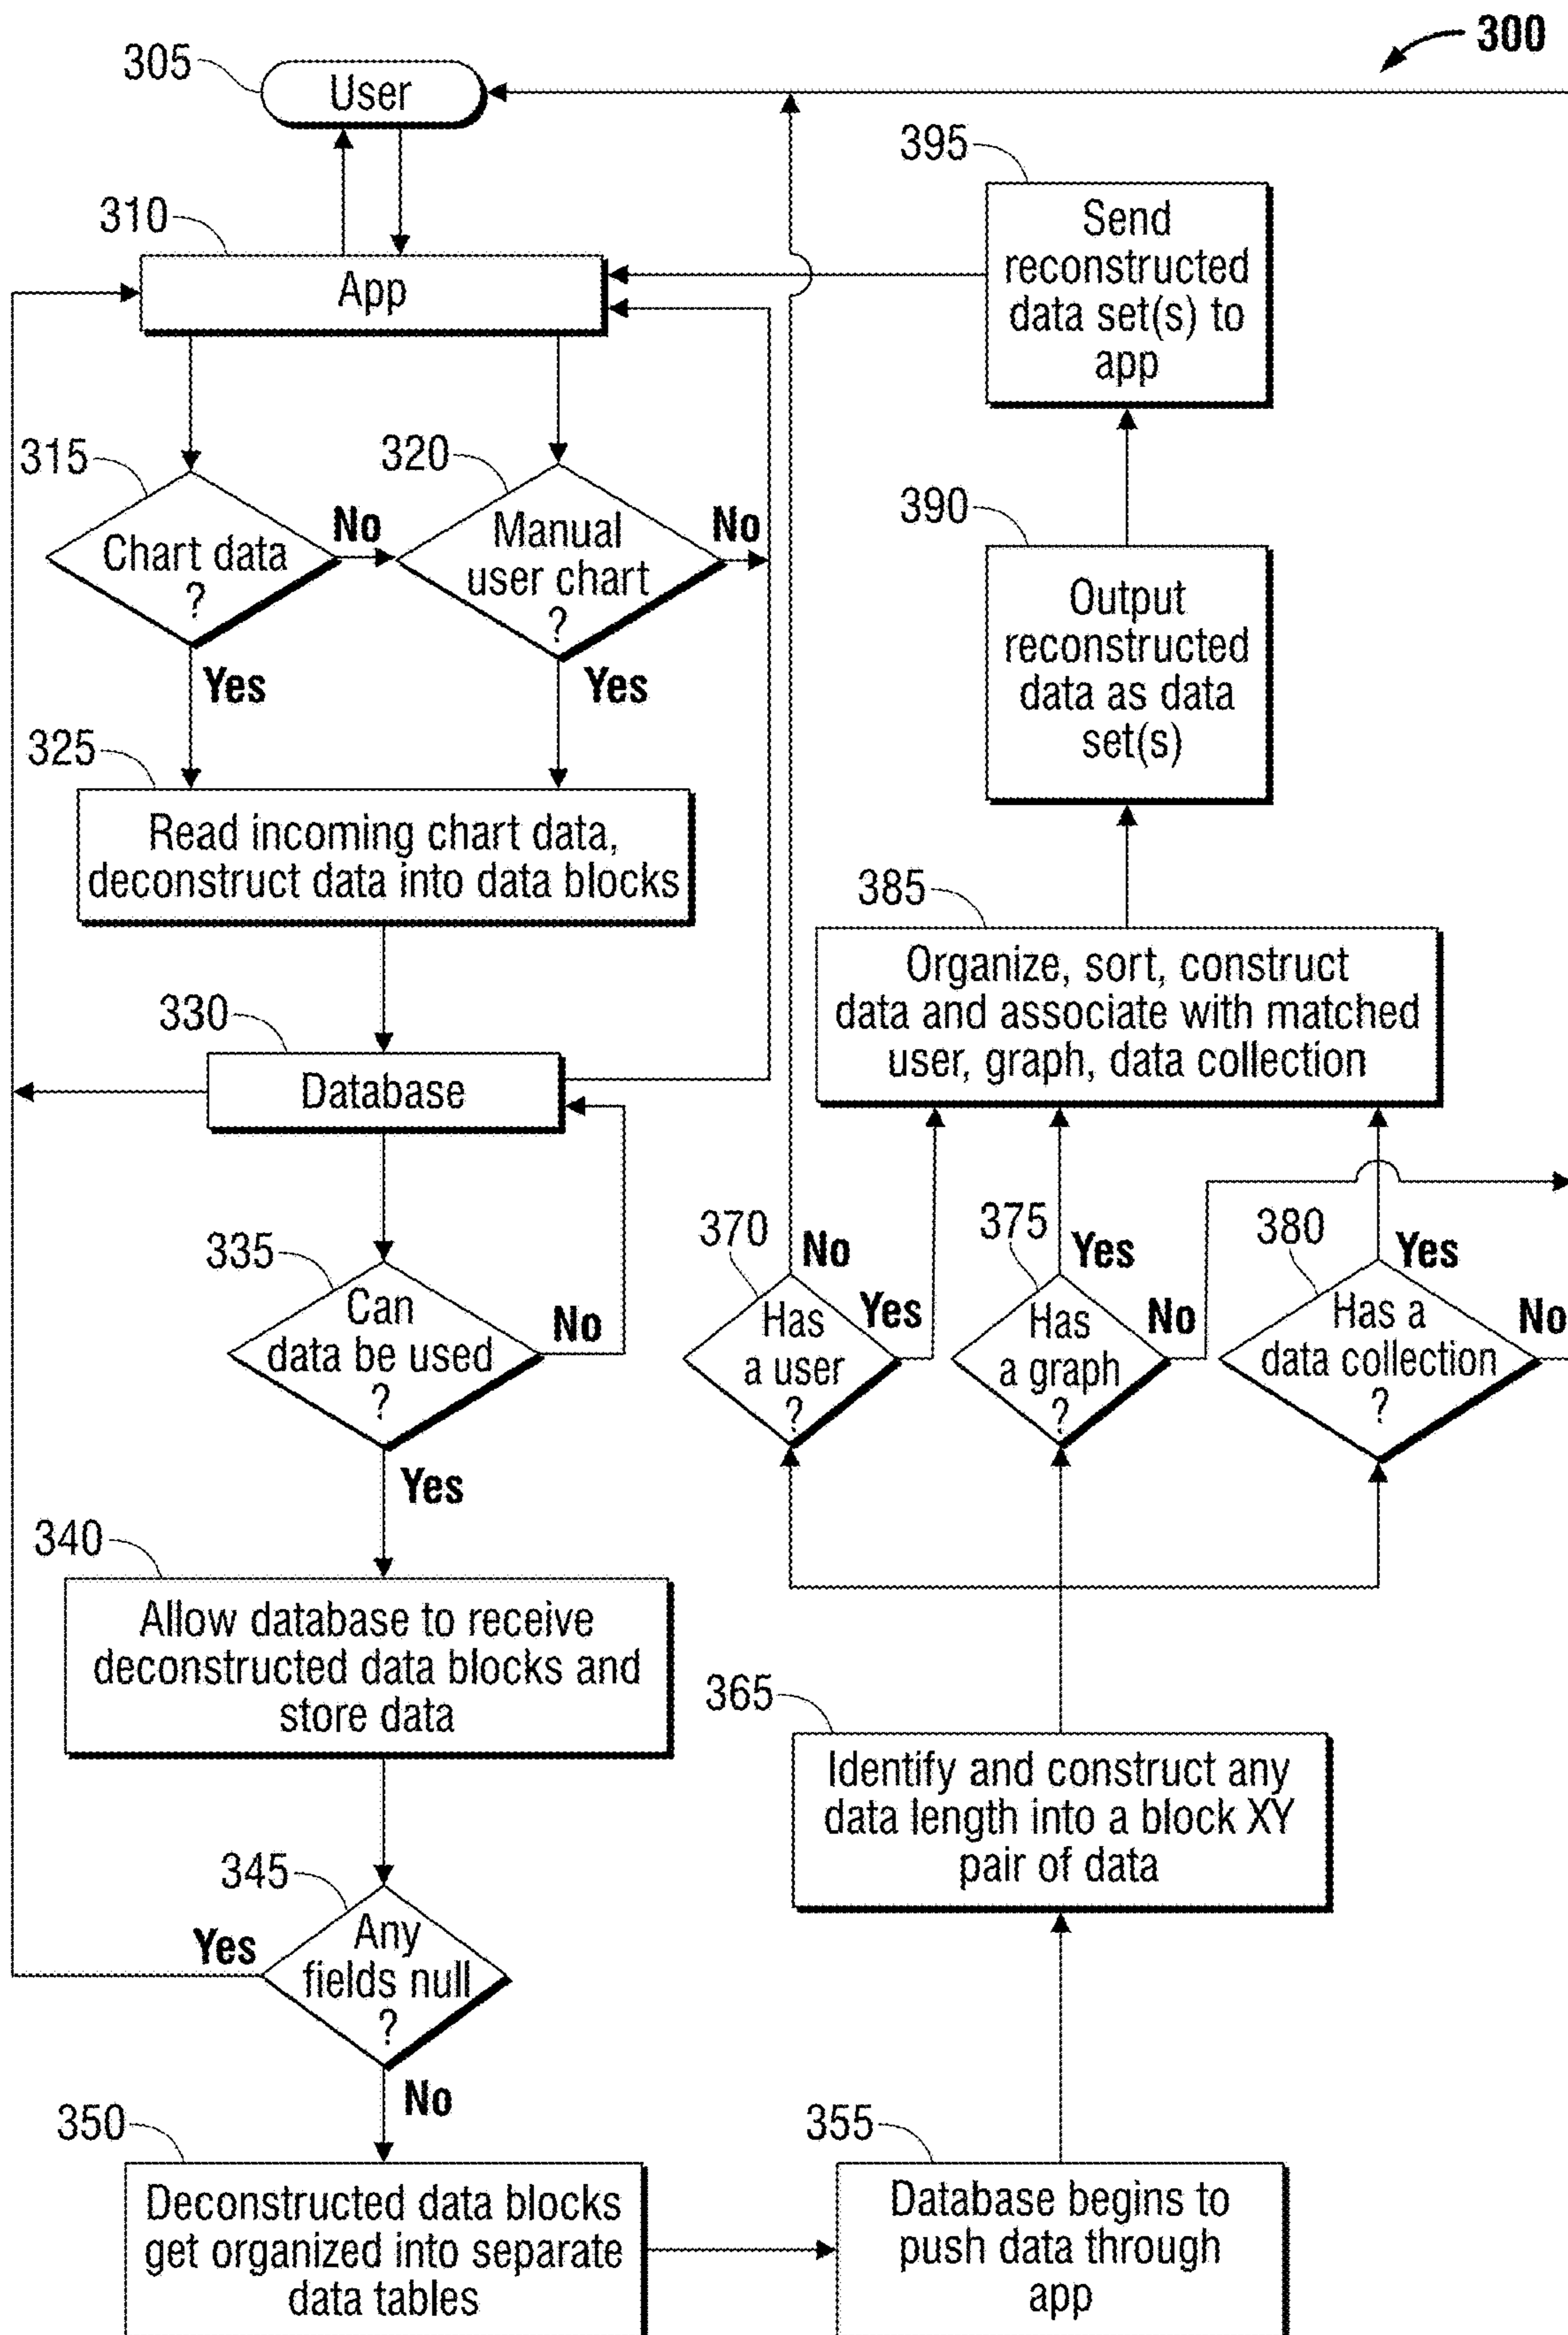 300
305
User
310
App
315
Chart data
?
No
Yes
320
Manual
user chart
?
No
Yes
325
Read incoming chart data,
deconstruct data into data blocks
330
Database
335
Can
data be used
?
No
Yes
340
Allow database to receive
deconstructed data blocks and
store data
345
Any
fields null
?
Yes
No
350
Deconstructed data blocks
get organized into separate
data tables
355
Database begins to
push data through
app
365
Identify and construct any
data length into a block XY
pair of data
370
Has
a user
?
No
Yes
375
Has
a graph
?
Yes
No
380
Has a
data collection
?
Yes
No
385
Organize, sort, construct
data and associate with matched
user, graph, data collection
390
Output
reconstructed
data as data
set(s)
395
Send
reconstructed
data set(s) to
app